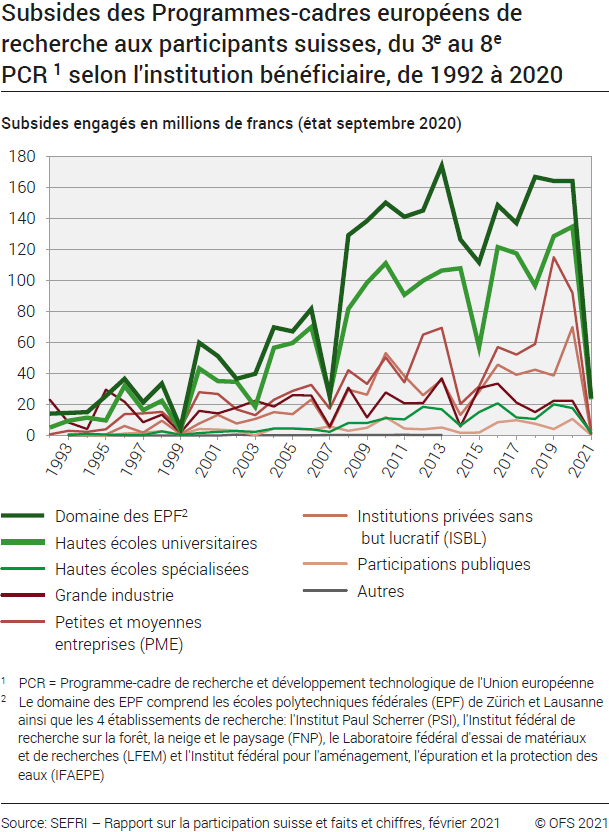 Subsides des Programmes-cadres européens de
recherche aux participants suisses, du 3e au 8e
PCR 1 selon l'institution bénéficiaire, de 1992 à 2020
Subsides engagés en millions de francs (état septembre 2020)
180
160
140
120
100
80
60
40
20
0
1993
1995
1997
1999
2001
2003
2005
2007
2009
2011
2013
2015
2017
2019
2021
Domaine des EPF2
Hautes écoles universitaires
Hautes écoles spécialisées
Grande industrie
Petites et moyennes
entreprises (PME)
Institutions privées sans
but lucratif (ISBL)
Participations publiques
Autres
1 PCR = Programme-cadre de recherche et développement technologique de l'Union européenne
2 Le domaine des EPF comprend les écoles polytechniques fédérales (EPF) de Zürich et Lausanne
ainsi que les 4 établissements de recherche: l'Institut Paul Scherrer (PSI), l'Institut fédéral de
recherche sur la forêt, la neige et le paysage (FNP), le Laboratoire fédéral d'essai de matériaux
et de recherches (LFEM) et l'Institut fédéral pour l'aménagement, l'épuration et la protection des
eaux (IFAEPE)
Source: SEFRI – Rapport sur la participation suisse et faits et chiffres, février 2021 © OFS 2021